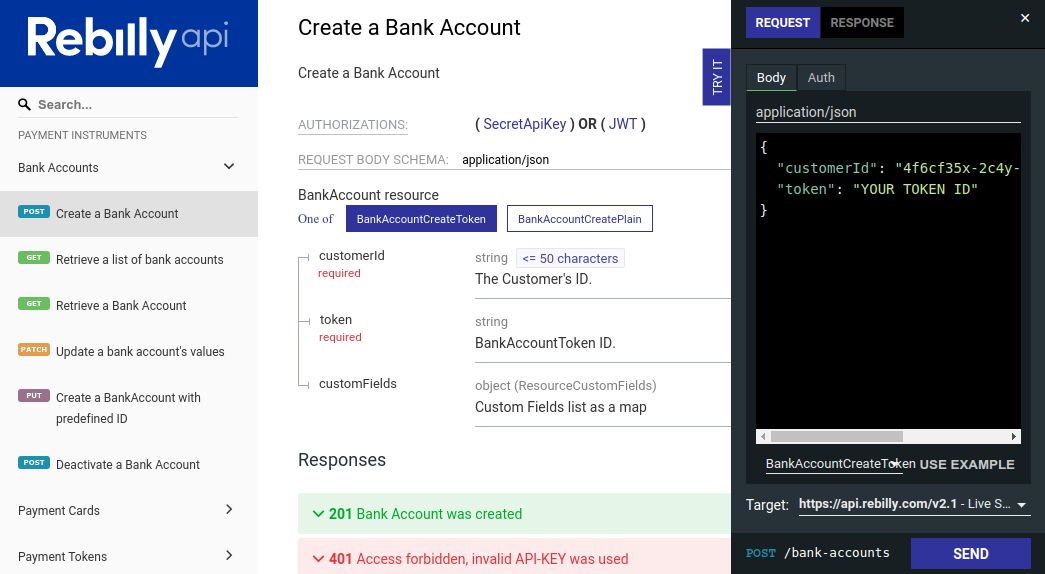 Rebillyapi
Search...
PAYMENT INSTRUMENTS
Bank Accounts
POST Create a Bank Account
GET Retrieve a list of bank accounts
GET Retrieve a Bank Account
PATCH Update a bank account's values
PUT Create a BankAccount with
predefined ID
POST Deactivate a Bank Account
Payment Cards
Payment Tokens
Create a Bank Account
Create a Bank Account
AUTHORIZATIONS: ( SecretApiKey ) OR ( JWT )
REQUEST BODY SCHEMA: application/json
BankAccount resource
One of BankAccountCreateToken BankAccountCreatePlain
customerId string <= 50 characters
required The Customer's ID.
token string
required BankAccountToken ID.
customFields object (ResourceCustomFields)
Custom Fields list as a map
Responses
201 Bank Account was created
401 Access forbidden, invalid API-KEY was used
TRY IT
REQUEST RESPONSE ×
Body Auth
application/json
{
"customerId": "4f6cf35x-2c4y-
"token": "YOUR TOKEN ID"
}
BankAccountCreateToken USE EXAMPLE
Target: https://api.rebilly.com/v2.1 - Live S...
POST /bank-accounts SEND